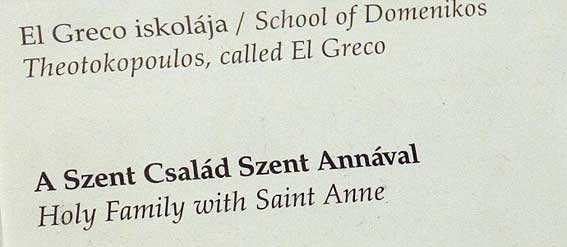 El Greco iskolája / School of Domenikos
Theotokopoulos, called El Greco
A Szent Család Szent Annával
Holy Family with Saint Anne